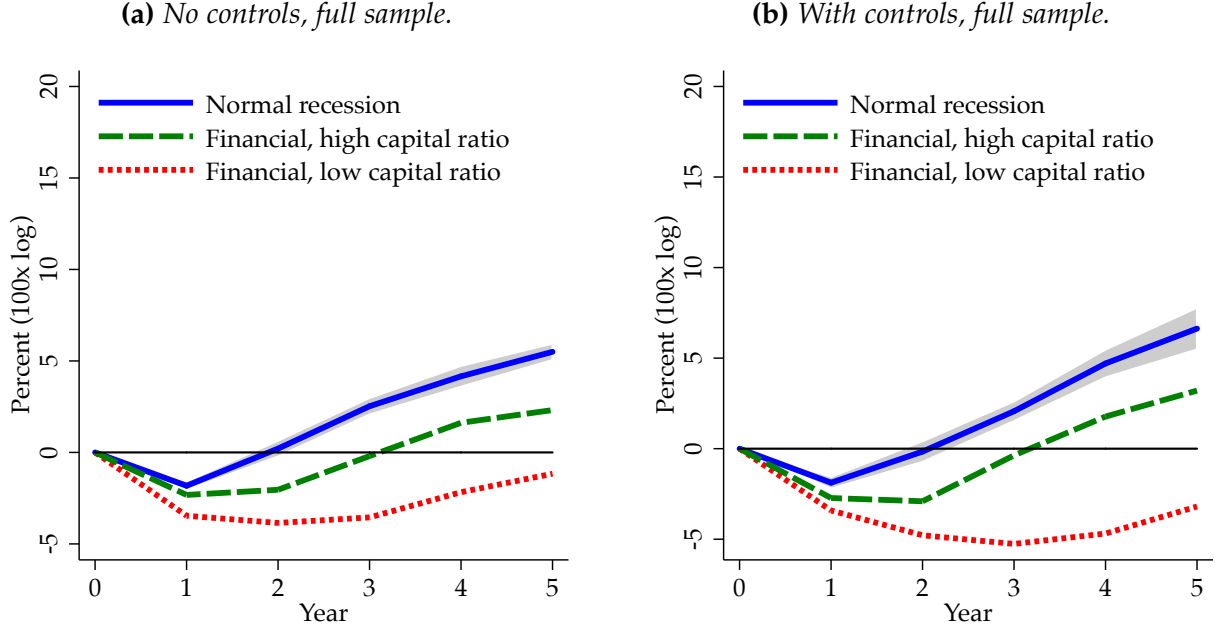 (a) No controls, full sample.
Percent (100x log)
20
15
10
5
0
-5
Normal recession
Financial, high capital ratio
Financial, low capital ratio
0 1 2 3 4 5
Year
(b) With controls, full sample.
Percent (100x log)
20
15
10
5
0
-5
Normal recession
Financial, high capital ratio
Financial, low capital ratio
0 1 2 3 4 5
Year